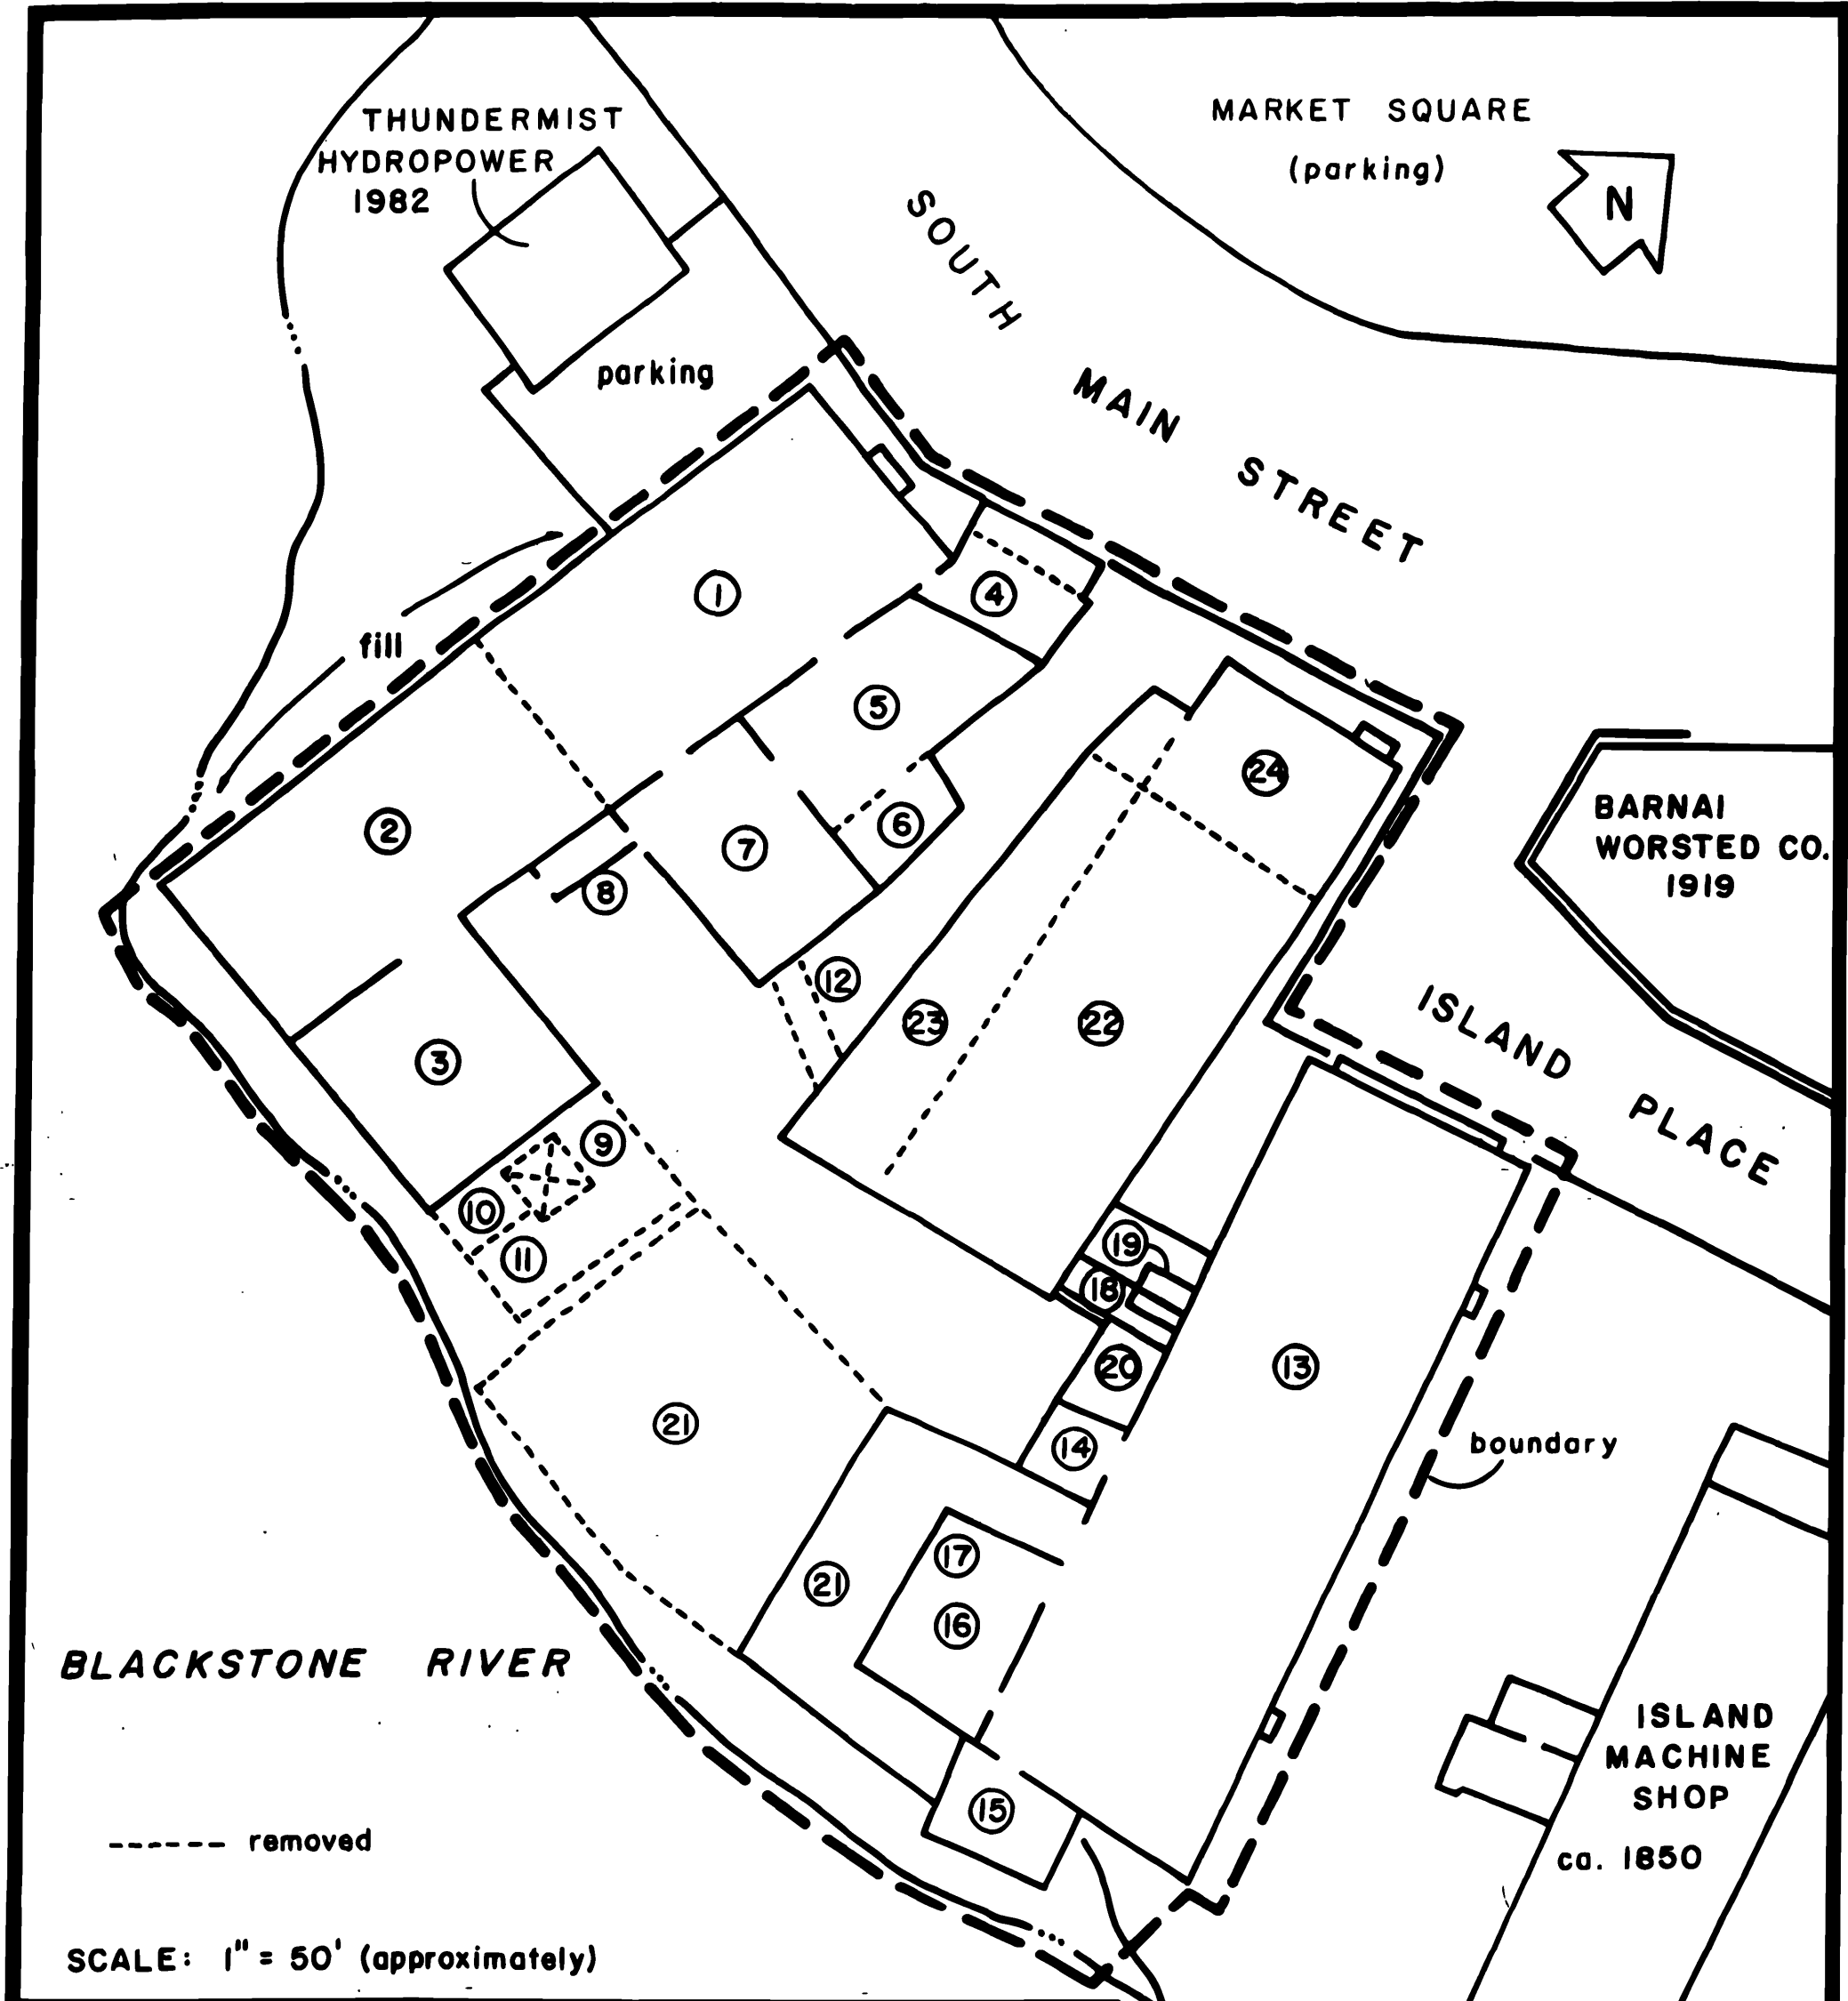 THUNDERMIST
HYDROPOWER
1982
MARKET SQUARE
(parking)
N
SOUTH MAIN STREET
parking
fill
1
4
5
2
7
6
8
24
BARNAI
WORSTED CO.
1919
3
12
23
22
ISLAND PLACE
9
10
11
19
18
20
13
21
14
boundary
17
21
16
BLACKSTONE RIVER
15
ISLAND
MACHINE
SHOP
ca. 1850
------ removed
SCALE: 1" = 50' (approximately)